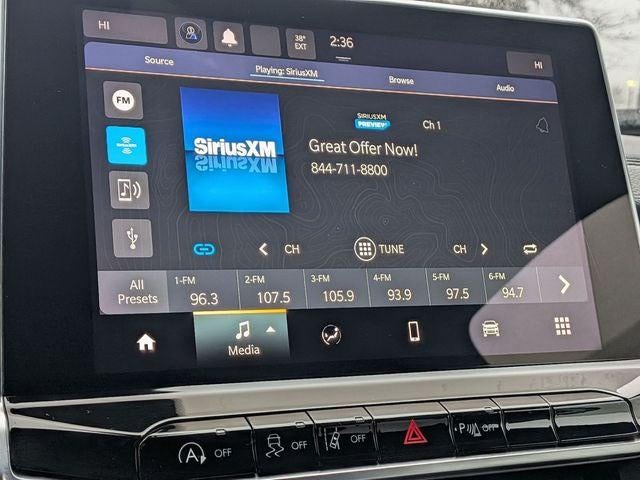 HI
38°
EXT
2:36
HI
Source
Playing: SiriusXM
Browse
Audio
FM
SIRIUSXM
SiriusXM
SIRIUSXM
PREVIEW
Ch 1
Great Offer Now!
844-711-8800
CH
TUNE
CH
All
Presets
1-FM
96.3
2-FM
107.5
3-FM
105.9
4-FM
93.9
5-FM
97.5
6-FM
94.7
Media
A OFF
OFF
OFF
P OFF